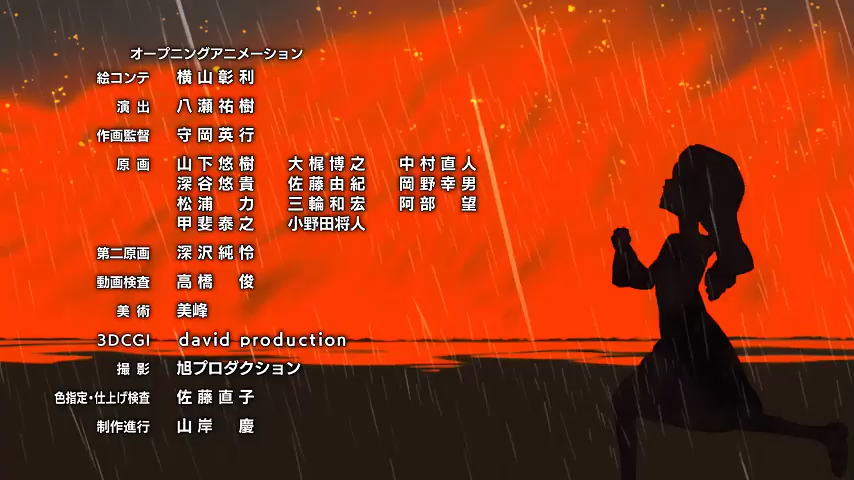 オープニングアニメーション
絵コンテ 横山彰利
演出 八瀬祐樹
作画監督 守岡英行
原画 山下悠樹 大梶博之 中村直人
深谷悠貴 佐藤由紀 岡野幸男
松浦力 三輪和宏 阿部望
甲斐泰之 小野田将人
第二原画 深沢純怜
動画検査 高橋俊
美術 美峰
3DCGI david production
撮影 旭プロダクション
色指定・仕上げ検査 佐藤直子
制作進行 山岸慶